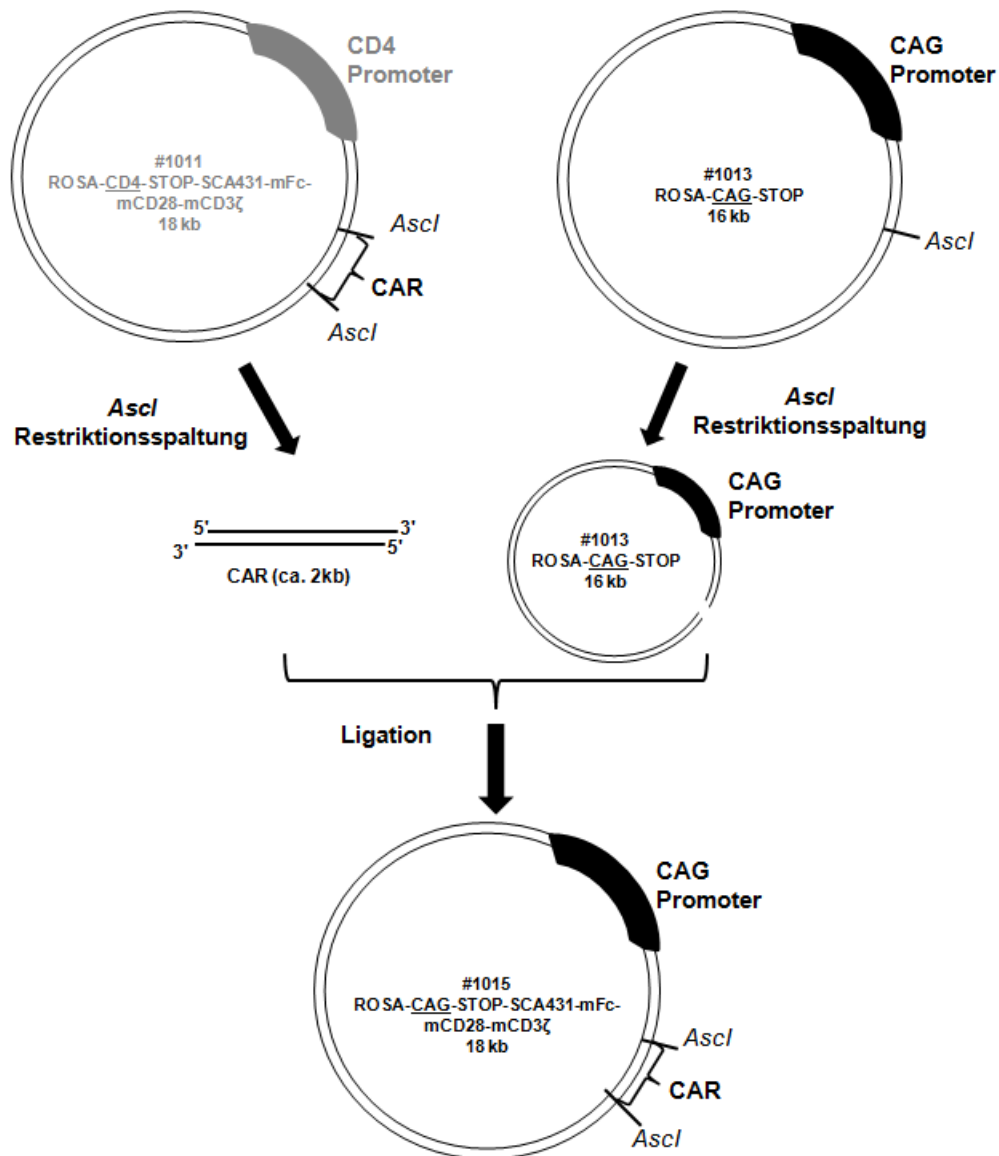 CD4
Promoter
#1011
ROSA-CD4-STOP-SCA431-mFc-
mCD28-mCD3ζ
18 kb
AscI
CAR
AscI
CAG
Promoter
#1013
ROSA-CAG-STOP
16 kb
AscI
AscI
Restriktionsspaltung
AscI
Restriktionsspaltung
5' 3'
3' 5'
CAR (ca. 2kb)
CAG
Promoter
#1013
ROSA-CAG-STOP
16 kb
Ligation
CAG
Promoter
#1015
ROSA-CAG-STOP-SCA431-mFc-
mCD28-mCD3ζ
18 kb
AscI
CAR
AscI